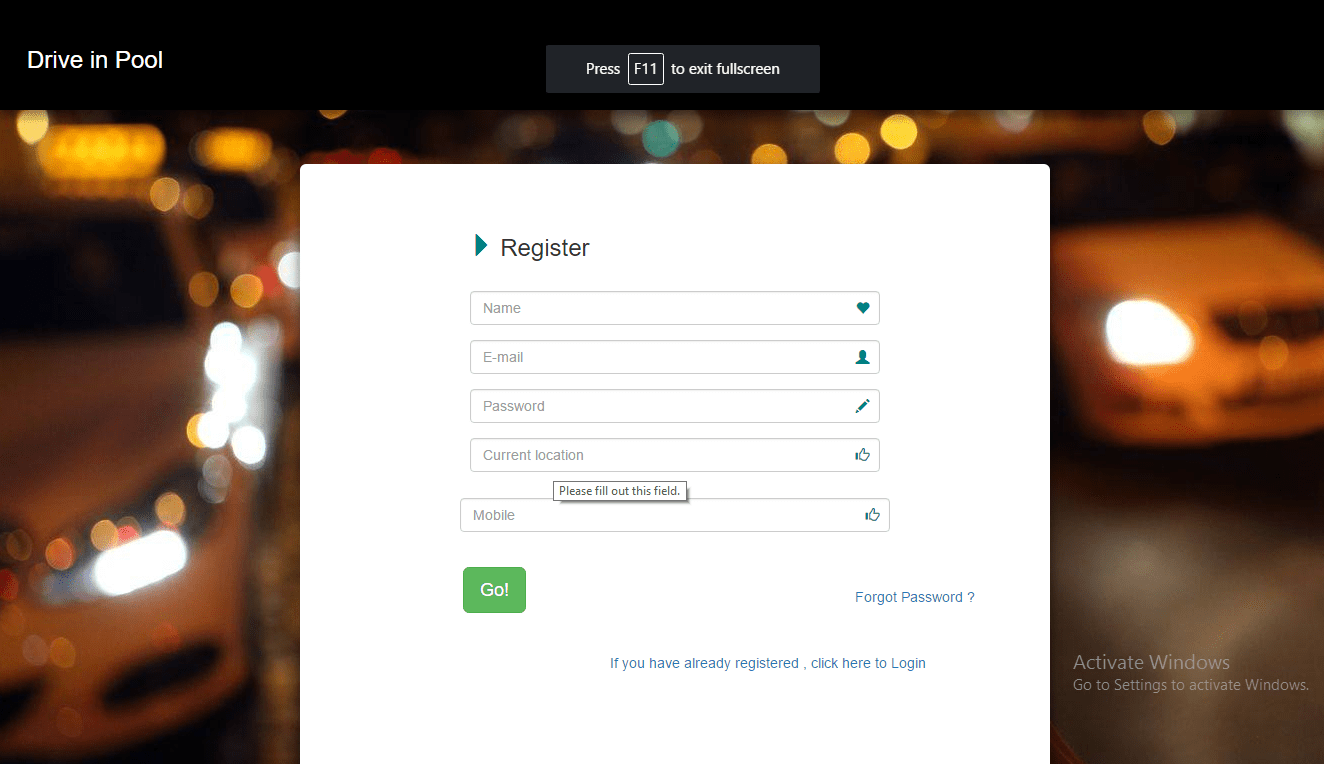 Drive in Pool
Press F11 to exit fullscreen
Register
Name
E-mail
Password
Current location
Please fill out this field.
Mobile
Go!
Forgot Password ?
If you have already registered , click here to Login
Activate Windows
Go to Settings to activate Windows.